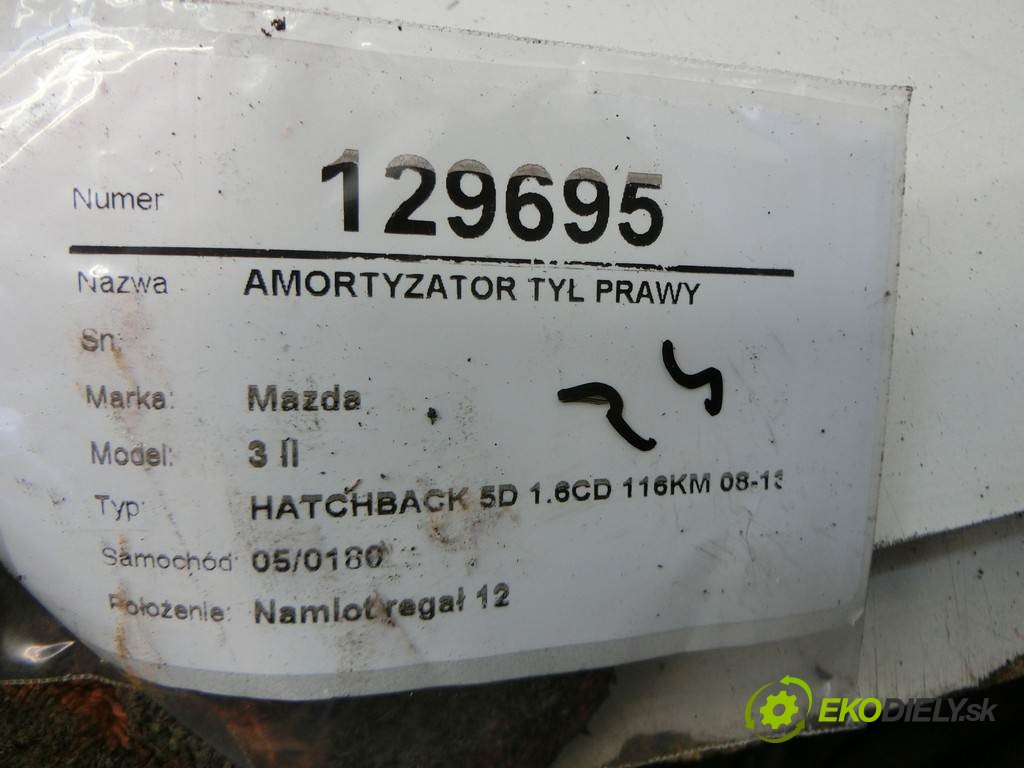 Numer 129695
Nazwa AMORTYZATOR TYŁ PRAWY
Sn:
Marka: Mazda
Model: 3 II
Typ: HATCHBACK 5D 1.6CD 116KM 08-13
Samochód: 05/0180
Położenie: Namiot regał 12
EKODIELY.sk